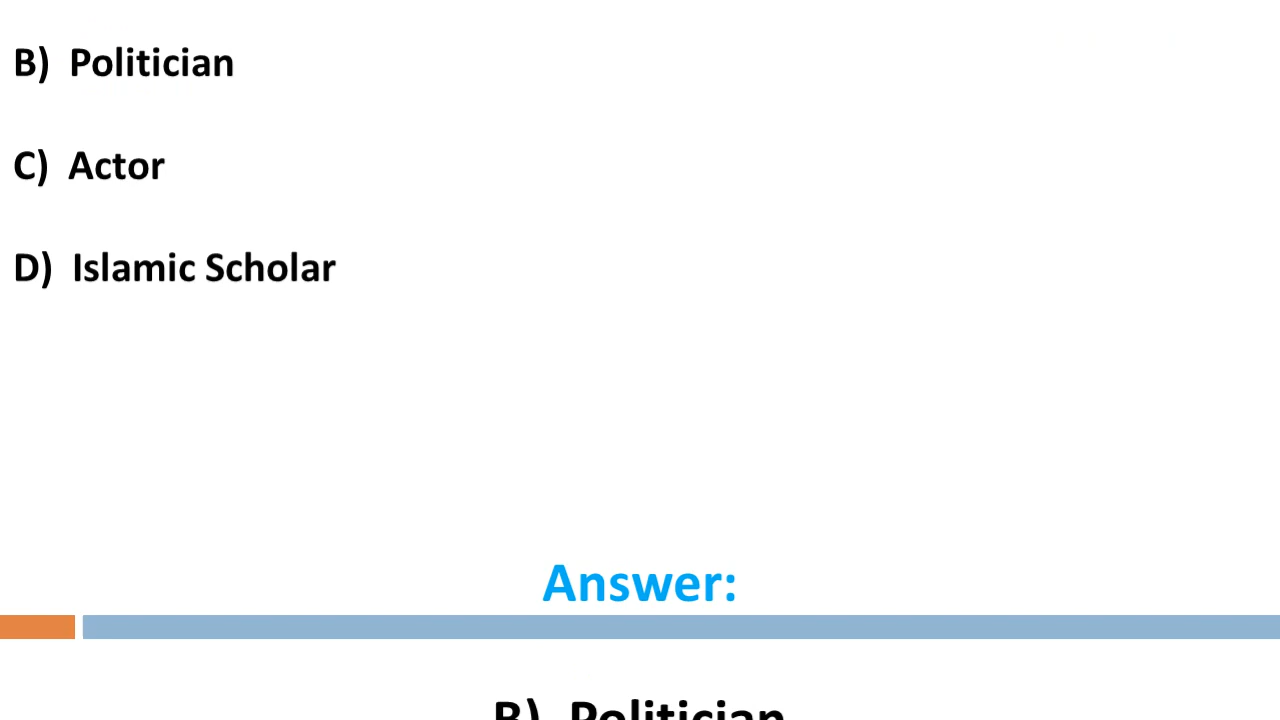 B) Politician
C) Actor
D) Islamic Scholar
Answer:
B) Politician